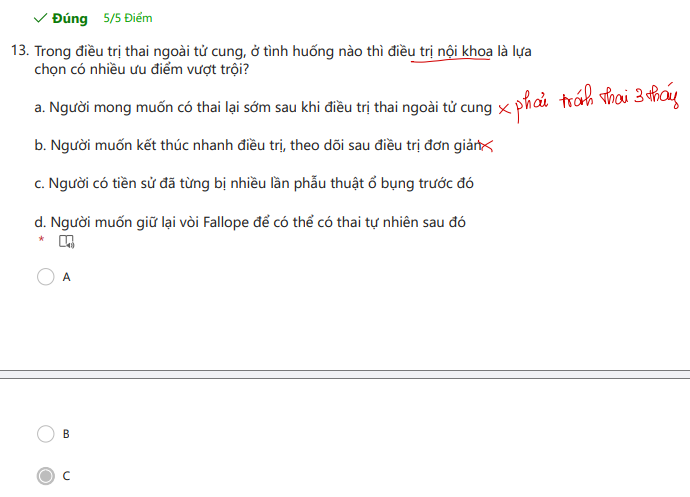 Đúng 5/5 Điểm
13. Trong điều trị thai ngoài tử cung, ở tình huống nào thì điều trị nội khoa là lựa
chọn có nhiều ưu điểm vượt trội?
a. Người mong muốn có thai lại sớm sau khi điều trị thai ngoài tử cung x phải tránh thai 3 tháng
b. Người muốn kết thúc nhanh điều trị, theo dõi sau điều trị đơn giản x
c. Người có tiền sử đã từng bị nhiều lần phẫu thuật ổ bụng trước đó
d. Người muốn giữ lại vòi Fallope để có thể có thai tự nhiên sau đó
*
A
B
C